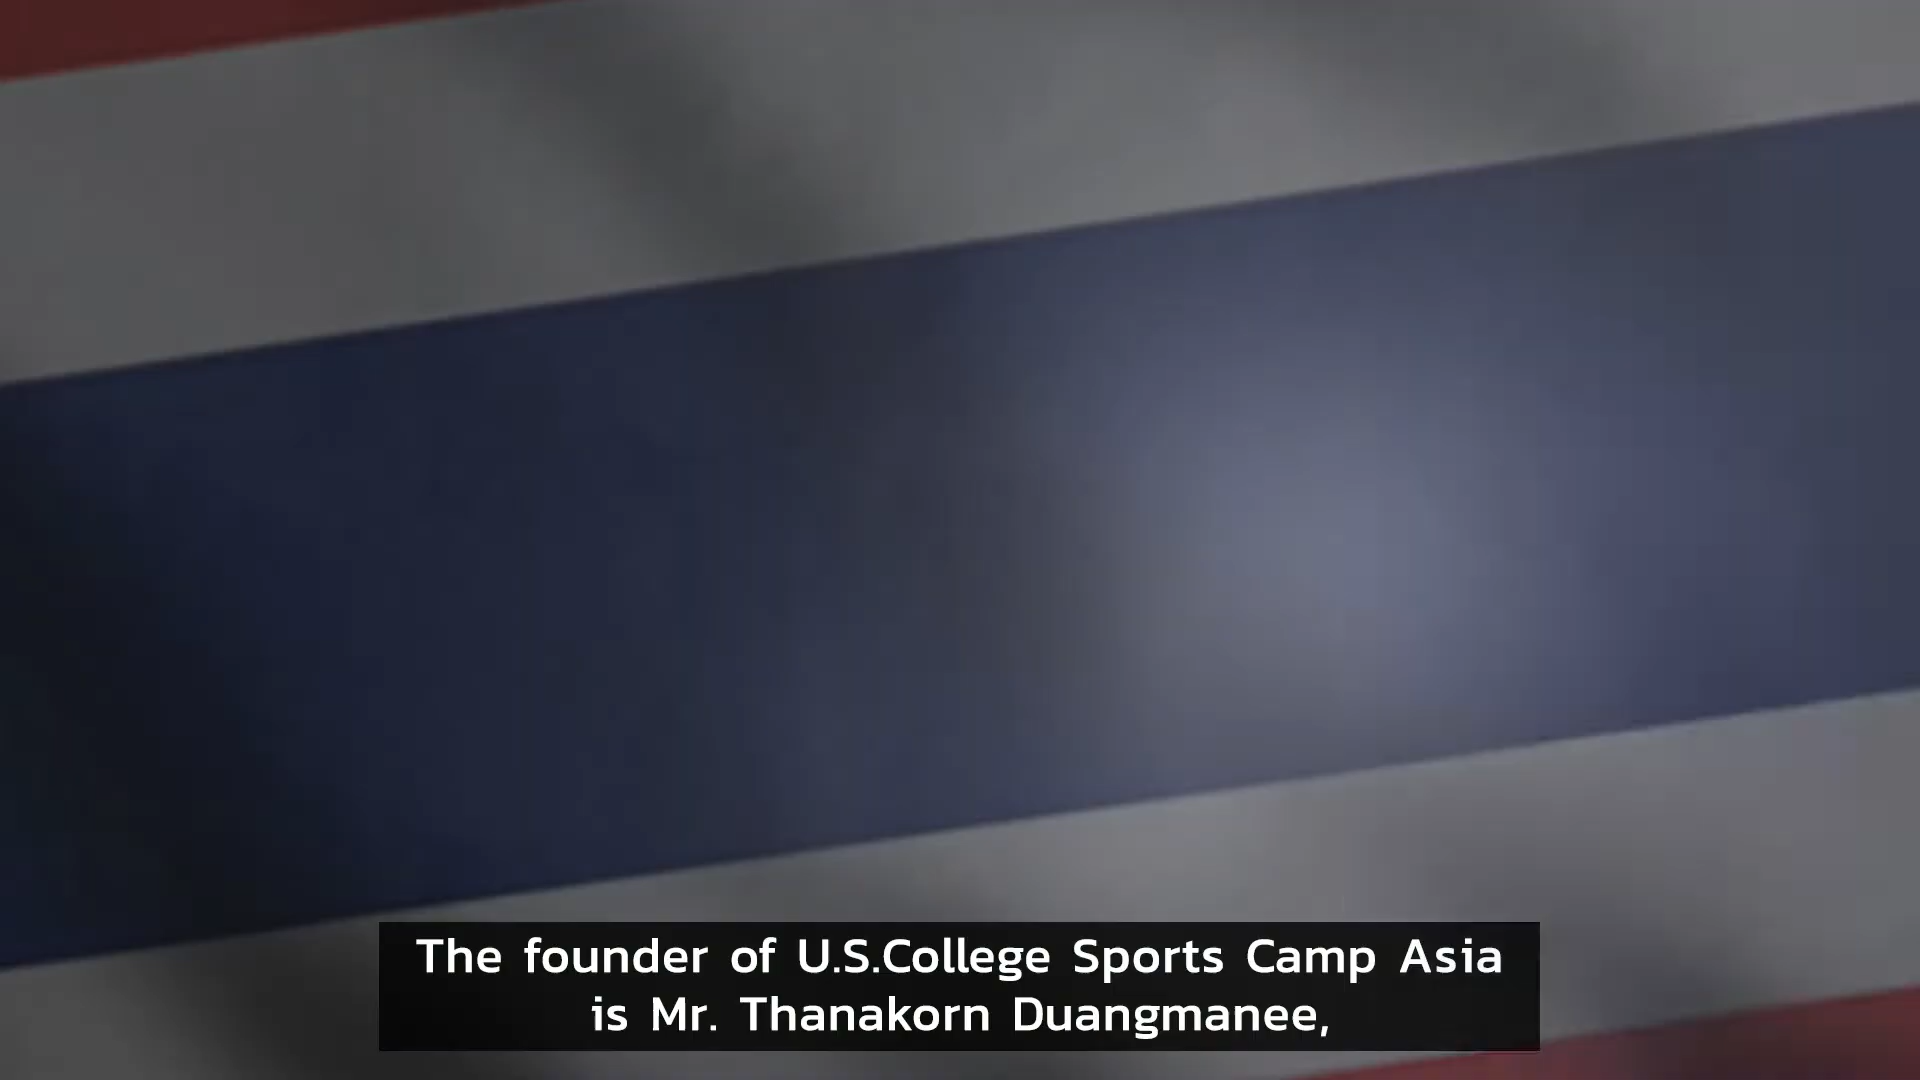 The founder of U.S.College Sports Camp Asia
is Mr. Thanakorn Duangmanee,